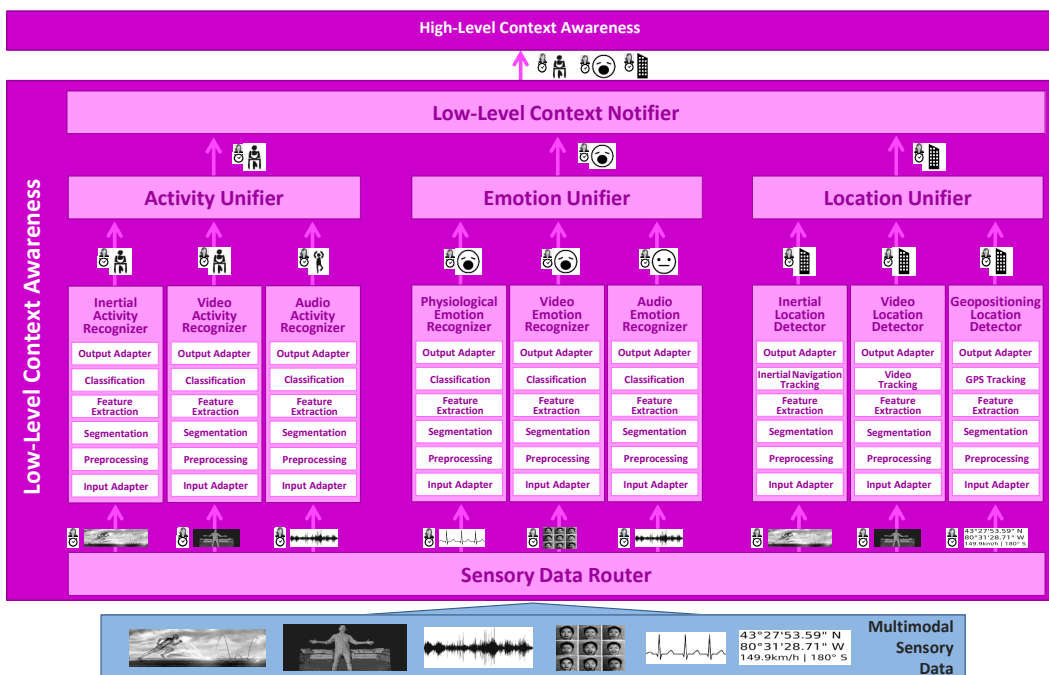 High-Level Context Awareness
Low-Level Context Awareness
Low-Level Context Notifier
Activity Unifier
Emotion Unifier
Location Unifier
Inertial
Activity
Recognizer
Output Adapter
Classification
Feature
Extraction
Segmentation
Preprocessing
Input Adapter
Video
Activity
Recognizer
Output Adapter
Classification
Feature
Extraction
Segmentation
Preprocessing
Input Adapter
Audio
Activity
Recognizer
Output Adapter
Classification
Feature
Extraction
Segmentation
Preprocessing
Input Adapter
Physiological
Emotion
Recognizer
Output Adapter
Classification
Feature
Extraction
Segmentation
Preprocessing
Input Adapter
Video
Emotion
Recognizer
Output Adapter
Classification
Feature
Extraction
Segmentation
Preprocessing
Input Adapter
Audio
Emotion
Recognizer
Output Adapter
Classification
Feature
Extraction
Segmentation
Preprocessing
Input Adapter
Inertial
Location
Detector
Output Adapter
Inertial Navigation
Tracking
Feature
Extraction
Segmentation
Preprocessing
Input Adapter
Video
Location
Detector
Output Adapter
Video
Tracking
Feature
Extraction
Segmentation
Preprocessing
Input Adapter
Geopositioning
Location
Detector
Output Adapter
GPS Tracking
Feature
Extraction
Segmentation
Preprocessing
Input Adapter
43°27'53.59" N
80°31'28.71" W
149.9km/h | 180° S
Sensory Data Router
43°27'53.59" N
80°31'28.71" W
149.9km/h | 180° S
Multimodal
Sensory
Data